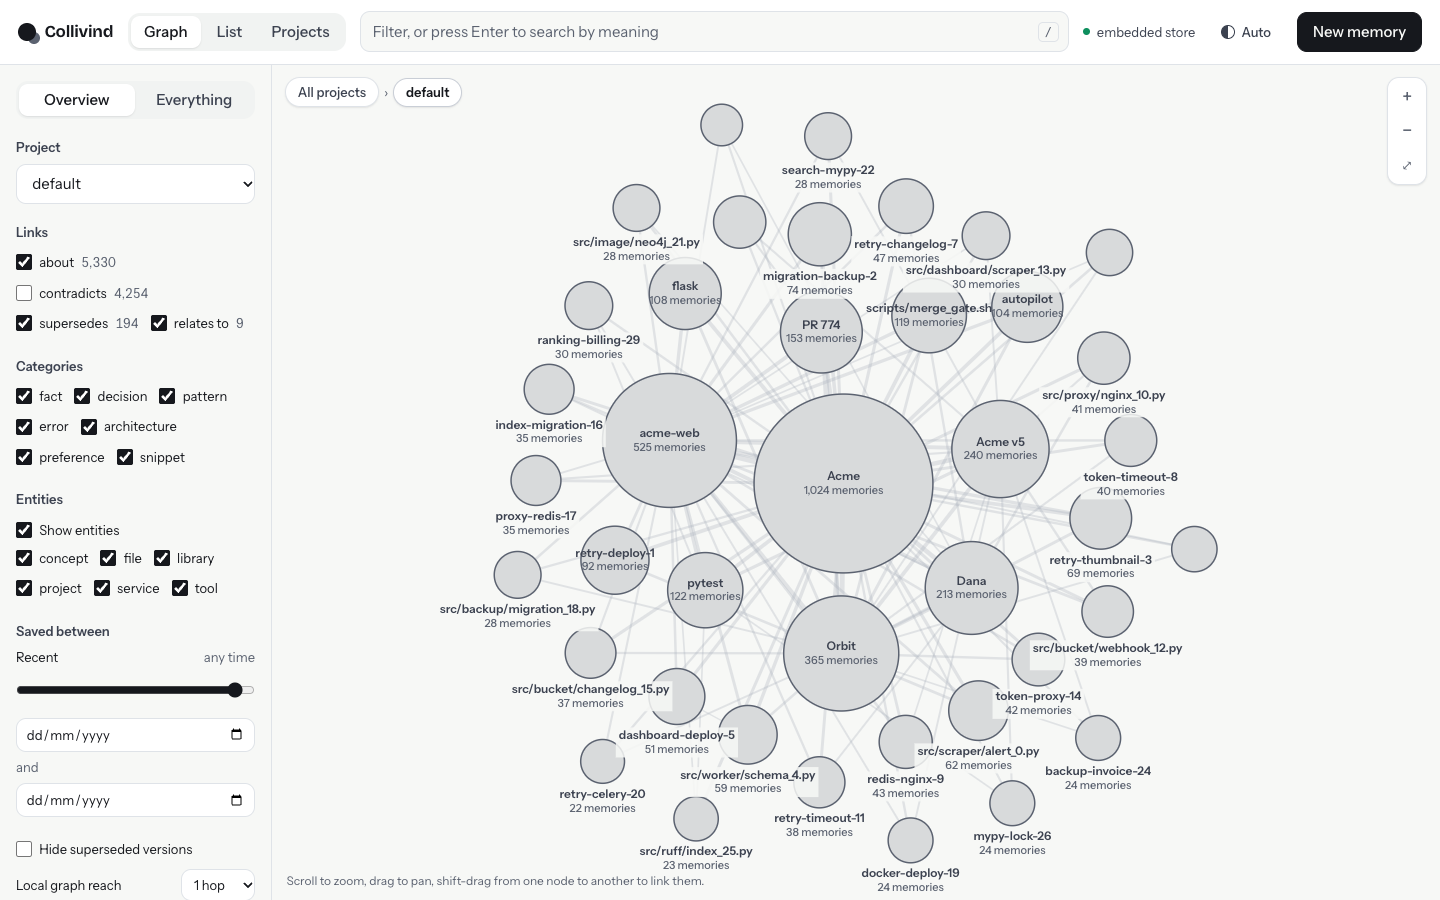 Collivind
Graph List Projects
Filter, or press Enter to search by meaning /
embedded store
Auto
New memory
Overview Everything
Project
default
Links
about 5,330
contradicts 4,254
supersedes 194 relates to 9
Categories
fact decision pattern
error architecture
preference snippet
Entities
Show entities
concept file library
project service tool
Saved between
Recent any time
dd/mm/yyyy
and
dd/mm/yyyy
Hide superseded versions
Local graph reach 1 hop
All projects › default
+
−
search-mypy-22
28 memories
src/image/neo4j_21.py
28 memories
retry-changelog-7
47 memories
migration-backup-2
74 memories
src/dashboard/scraper_13.py
30 memories
flask
108 memories
scripts/merge_gate.sh
119 memories
autopilot
104 memories
PR 774
153 memories
ranking-billing-29
30 memories
src/proxy/nginx_10.py
41 memories
index-migration-16
35 memories
acme-web
525 memories
Acme v5
240 memories
Acme
1,024 memories
token-timeout-8
40 memories
proxy-redis-17
35 memories
retry-deploy-1
92 memories
retry-thumbnail-3
69 memories
pytest
122 memories
Dana
213 memories
src/backup/migration_18.py
28 memories
Orbit
365 memories
src/bucket/webhook_12.py
39 memories
src/bucket/changelog_15.py
37 memories
token-proxy-14
42 memories
dashboard-deploy-5
51 memories
src/scraper/alert_0.py
62 memories
src/worker/schema_4.py
59 memories
redis-nginx-9
43 memories
backup-invoice-24
24 memories
retry-celery-20
22 memories
retry-timeout-11
38 memories
mypy-lock-26
24 memories
src/ruff/index_25.py
23 memories
docker-deploy-19
24 memories
Scroll to zoom, drag to pan, shift-drag from one node to another to link them.